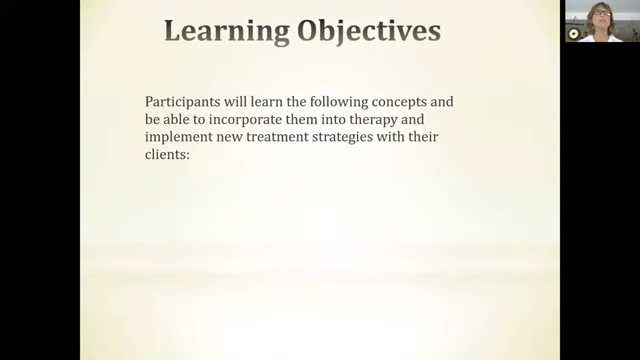 Learning Objectives
Participants will learn the following concepts and
be able to incorporate them into therapy and
implement new treatment strategies with their
clients: